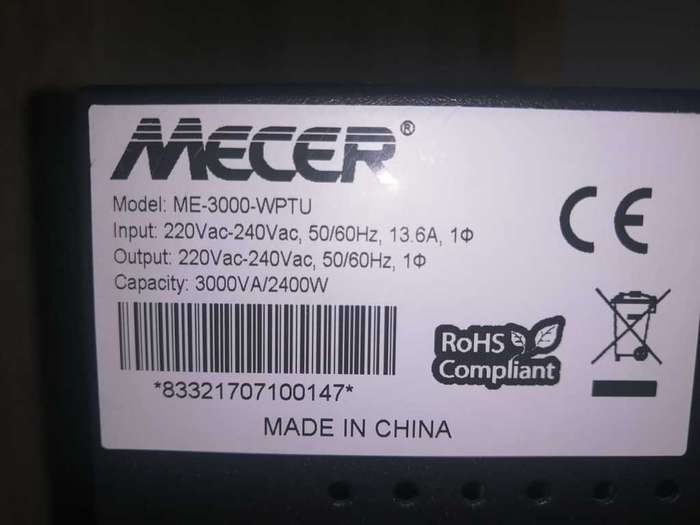 MECER®
Model: ME-3000-WPTU
Input: 220Vac-240Vac, 50/60Hz, 13.6A, 1Φ
Output: 220Vac-240Vac, 50/60Hz, 1Φ
Capacity: 3000VA/2400W
CE
RoHS
Compliant
*83321707100147*
MADE IN CHINA